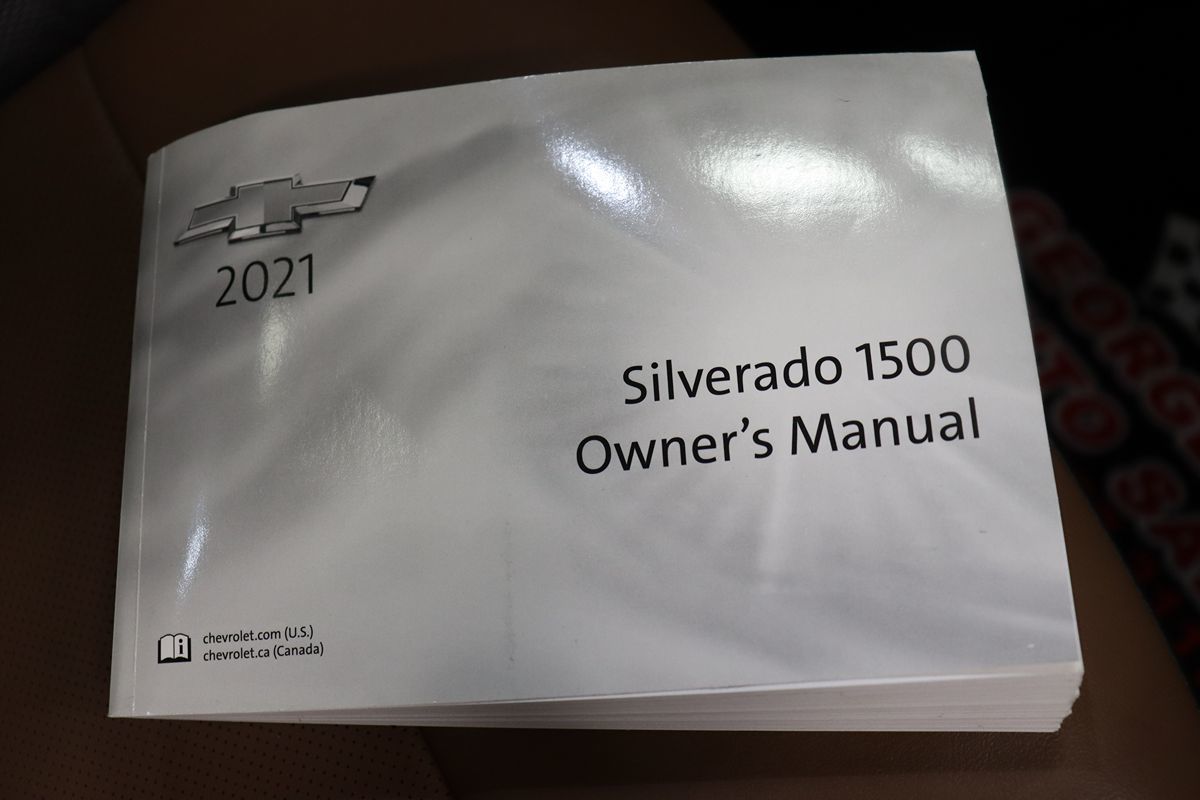 2021
Silverado 1500
Owner's Manual
chevrolet.com (U.S.)
chevrolet.ca (Canada)